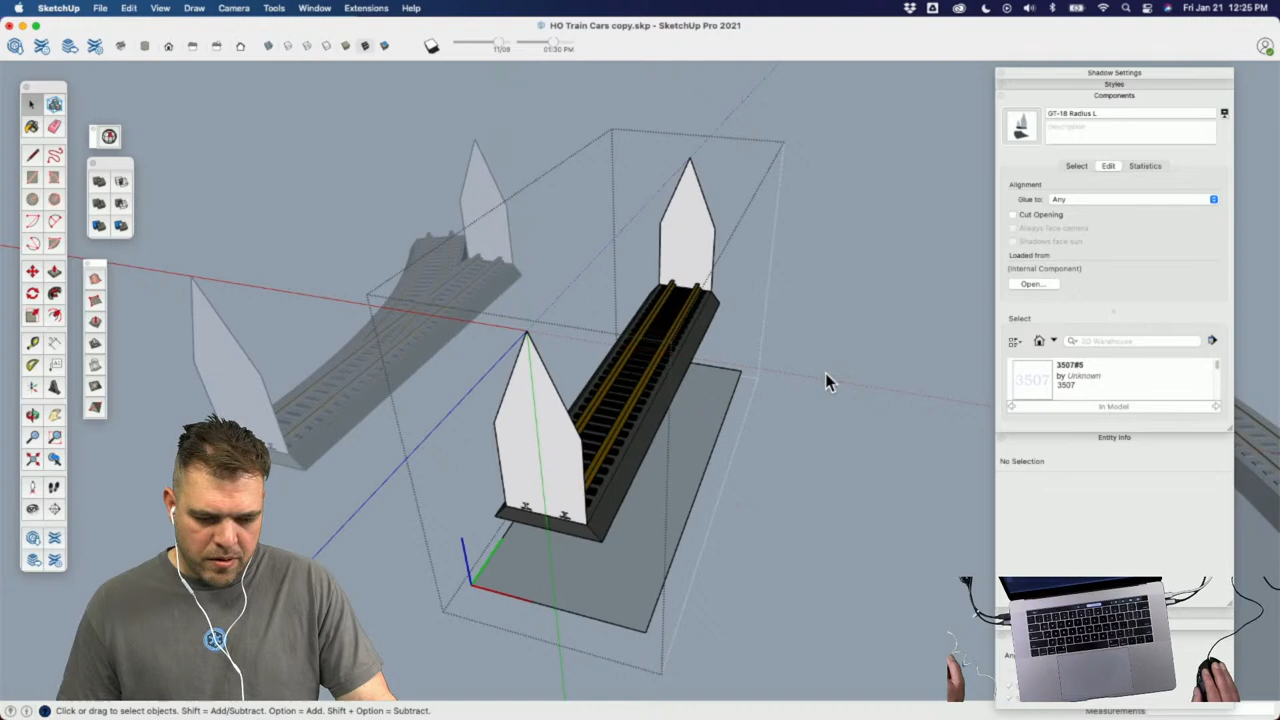 SketchUp File Edit View Draw Camera Tools Window Extensions Help
Fri Jan 21 12:25 PM
HO Train Cars copy.skp - SketchUp Pro 2021
11/08 01:30 PM
Shadow Settings
Styles
Components
GT-18 Radius L
Description
Select Edit Statistics
Alignment
Glue to: Any
Cut Opening
Always face camera
Shadows face sun
Loaded from
(Internal Component)
Open...
Select
3D Warehouse
3507
3507#5
by Unknown
3507
In Model
Entity Info
No Selection
Click or drag to select objects. Shift = Add/Subtract. Option = Add. Shift + Option = Subtract.
Measurements